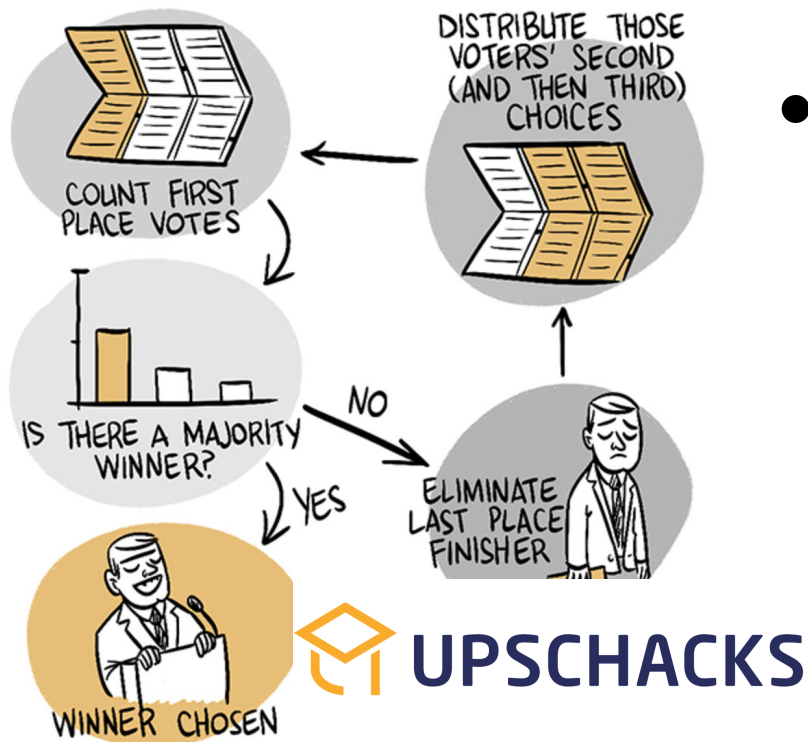 COUNT FIRST
PLACE VOTES
IS THERE A MAJORITY
WINNER?
YES
WINNER CHOSEN
NO
ELIMINATE
LAST PLACE
FINISHER
DISTRIBUTE THOSE
VOTERS' SECOND
(AND THEN THIRD)
CHOICES
UPSCHACKS